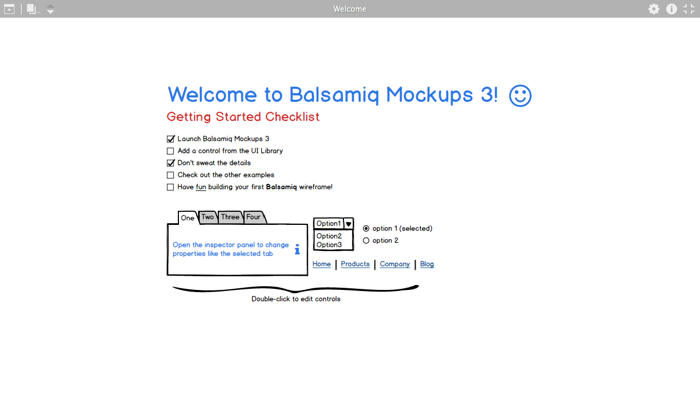 Welcome
Welcome to Balsamiq Mockups 3!
Getting Started Checklist
Launch Balsamiq Mockups 3
Add a control from the UI Library
Don't sweat the details
Check out the other examples
Have fun building your first Balsamiq wireframe!
One Two Three Four
Open the inspector panel to change
properties like the selected tab
Option1
Option2
Option3
option 1 (selected)
option 2
Home Products Company Blog
Double-click to edit controls